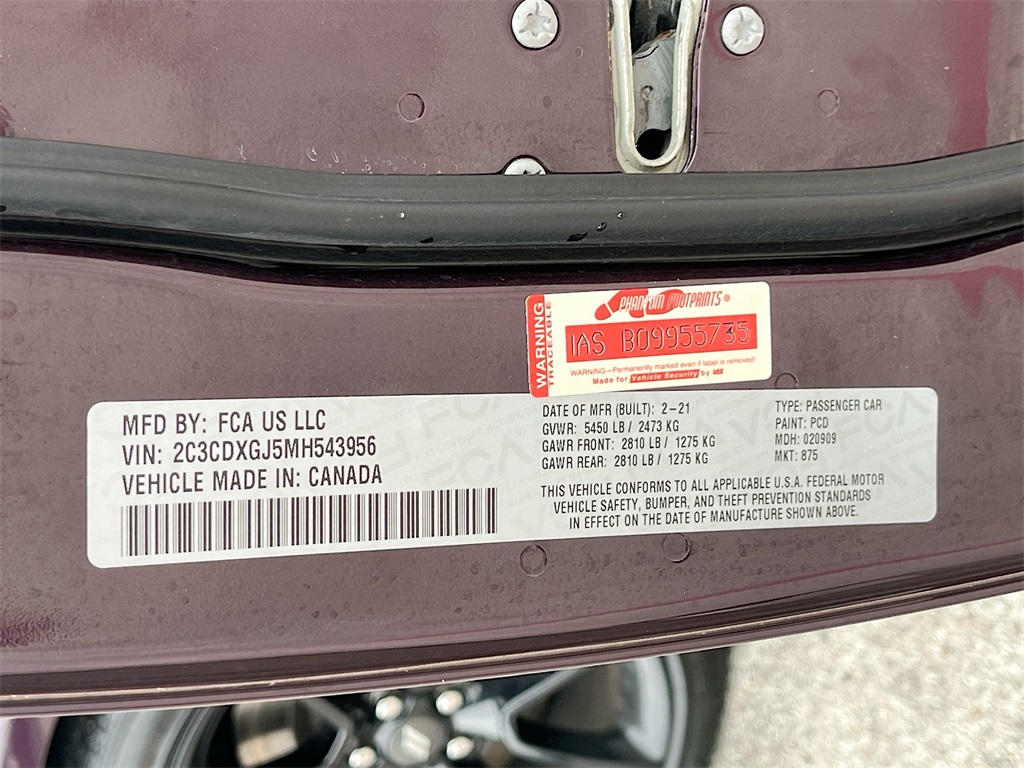 PHANTOM FOOTPRINTS®
WARNING
TRACEABLE
IAS B09955735
WARNING—Permanently marked even if label is removed!
Made for Vehicle Security by IAS
MFD BY: FCA US LLC
VIN: 2C3CDXGJ5MH543956
VEHICLE MADE IN: CANADA
DATE OF MFR (BUILT): 2-21
GVWR: 5450 LB / 2473 KG
GAWR FRONT: 2810 LB / 1275 KG
GAWR REAR: 2810 LB / 1275 KG
TYPE: PASSENGER CAR
PAINT: PCD
MDH: 020909
MKT: 875
THIS VEHICLE CONFORMS TO ALL APPLICABLE U.S.A. FEDERAL MOTOR
VEHICLE SAFETY, BUMPER, AND THEFT PREVENTION STANDARDS
IN EFFECT ON THE DATE OF MANUFACTURE SHOWN ABOVE.